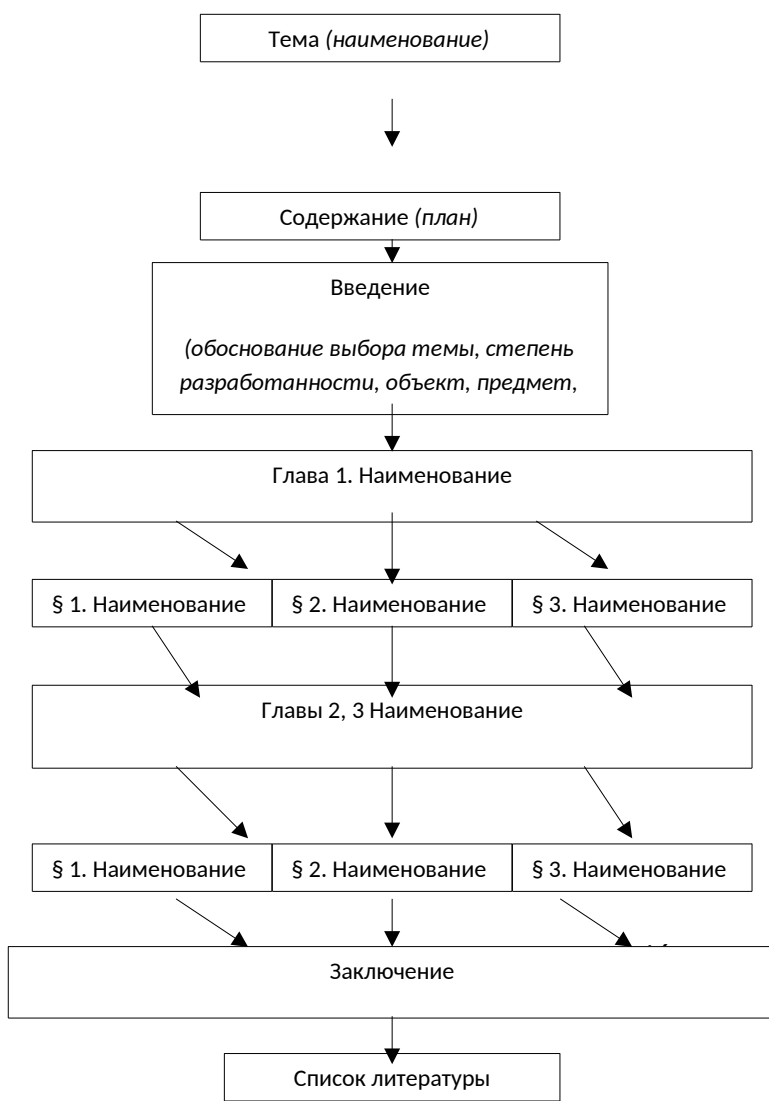 Тема (наименование)
Содержание (план)
Введение
(обоснование выбора темы, степень
разработанности, объект, предмет,
Глава 1. Наименование
§ 1. Наименование § 2. Наименование § 3. Наименование
Главы 2, 3 Наименование
§ 1. Наименование § 2. Наименование § 3. Наименование
Заключение
Список литературы